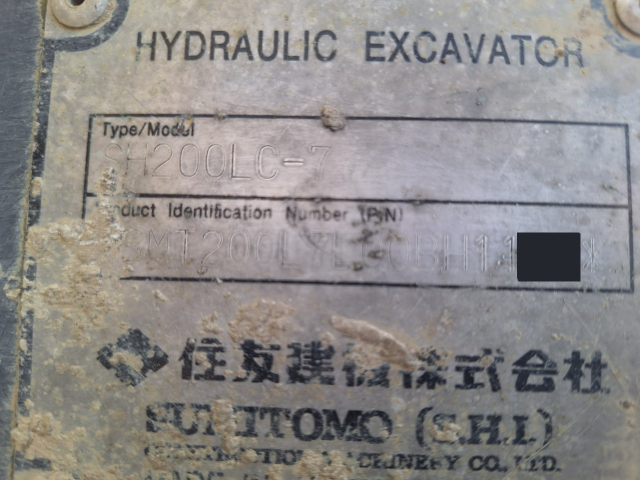 HYDRAULIC EXCAVATOR
Type/Model
SH200LC-7
Product Identification Number (PIN)
住友建機株式会社
SUMITOMO (S.H.I.)
CONSTRUCTION MACHINERY CO., LTD.